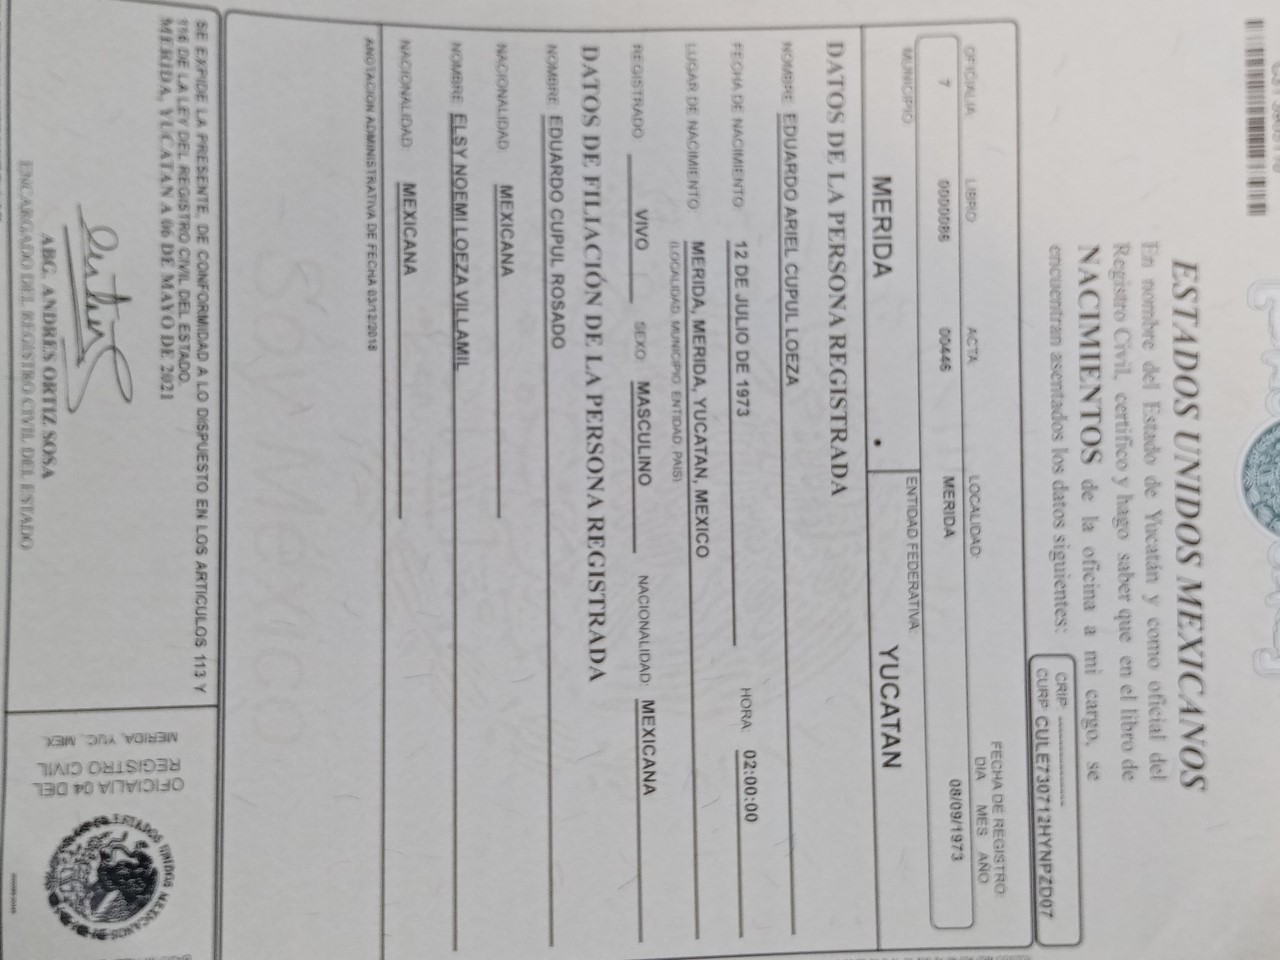 ESTADOS UNIDOS MEXICANOS
En nombre del Estado de Yucatán y como oficial del
Registro Civil, certifico y hago saber que en el libro de
NACIMIENTOS de la oficina a mi cargo, se
encuentran asentados los datos siguientes:
CRIP:
CURP: CULE730712HYNPZD07
OFICIALIA LIBRO ACTA LOCALIDAD: FECHA DE REGISTRO:
DIA MES AÑO
7 0000086 00446 MERIDA 08/09/1973
MUNICIPIO: ENTIDAD FEDERATIVA:
MERIDA YUCATAN
DATOS DE LA PERSONA REGISTRADA
NOMBRE: EDUARDO ARIEL CUPUL LOEZA
FECHA DE NACIMIENTO: 12 DE JULIO DE 1973 HORA: 02:00:00
LUGAR DE NACIMIENTO: MERIDA, MERIDA, YUCATAN, MEXICO
(LOCALIDAD, MUNICIPIO, ENTIDAD, PAIS)
REGISTRADO: VIVO SEXO: MASCULINO NACIONALIDAD: MEXICANA
DATOS DE FILIACIÓN DE LA PERSONA REGISTRADA
NOMBRE: EDUARDO CUPUL ROSADO
NACIONALIDAD: MEXICANA
NOMBRE: ELSY NOEMI LOEZA VILLAMIL
NACIONALIDAD: MEXICANA
ANOTACION ADMINISTRATIVA DE FECHA 03/12/2018
Soy México
SE EXPIDE LA PRESENTE, DE CONFORMIDAD A LO DISPUESTO EN LOS ARTICULOS 113 Y
DE LA LEY DEL REGISTRO CIVIL DEL ESTADO.
MERIDA, YUCATAN A 06 DE MAYO DE 2021
ABG. ANDRES ORTIZ SOSA
ENCARGADO DEL REGISTRO CIVIL DEL ESTADO
ESTADOS UNIDOS MEXICANOS
OFICIALIA 04 DEL
REGISTRO CIVIL
MERIDA, YUC., MEX.